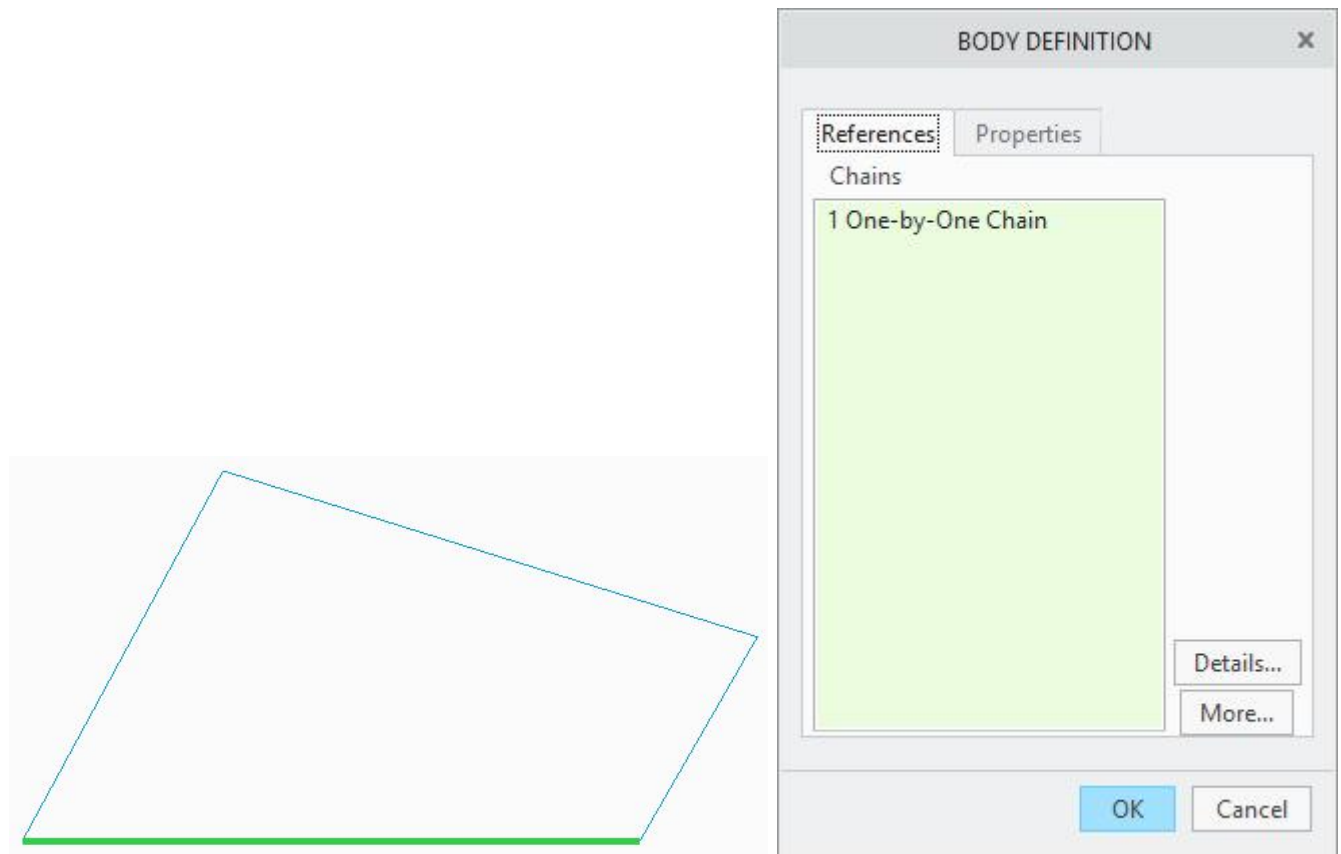 BODY DEFINITION
References Properties
Chains
1 One-by-One Chain
Details...
More...
OK Cancel